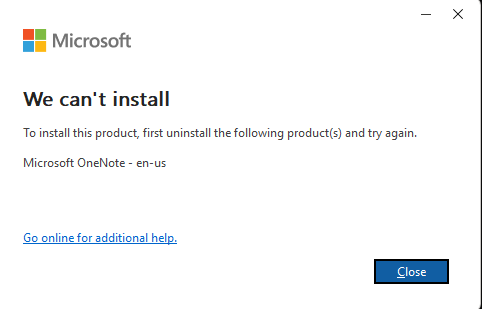 Microsoft
We can't install
To install this product, first uninstall the following product(s) and try again.
Microsoft OneNote - en-us
Go online for additional help.
Close